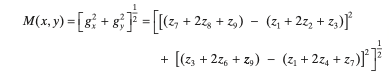 M(x, y) = [g_x^2 + g_y^2]^{1/2} = [[(z_7 + 2z_8 + z_9) − (z_1 + 2z_2 + z_3)]^2
+ [(z_3 + 2z_6 + z_9) − (z_1 + 2z_4 + z_7)]^2]^{1/2}